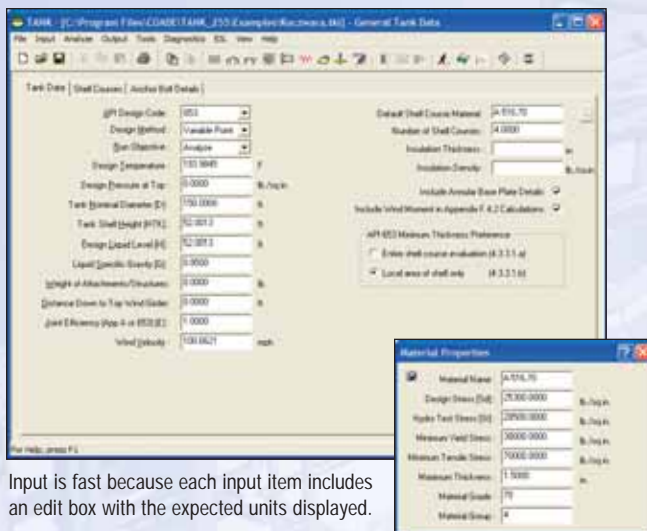 TANK - [C:\Program Files\COADE\TANK_255\Examples\Kuczwara.tki] - General Tank Data
File Input Analyze Output Tools Diagnostics ESL View Help
Tank Data Shell Courses Anchor Bolt Details
API Design Code: 653
Design Method: Variable Point
Run Objective: Analyze
Design Temperature: F
Design Pressure at Top: 0.0000 lb./sq.in
Tank Nominal Diameter [D]: 150.0000 ft
Tank Shell Height [HTK]: 52.0013 ft
Design Liquid Level [H]: 52.0013 ft
Liquid Specific Gravity [G]: 0.9500
Weight of Attachments/Structures: 0.0000 lb
Distance Down to Top Wind Girder: 0.0000 ft
Joint Efficiency (App A or 653) [E]: 1.0000
Wind Velocity: 100.0621 mph
Default Shell Course Material: A-516,70
Number of Shell Courses: 4.0000
Insulation Thickness: in
Insulation Density:
Include Annular Base Plate Details:
Include Wind Moment in Appendix F.4.2 Calculations:
API-653 Minimum Thickness Preference
Entire shell course evaluation (4.3.3.1.a)
Local area of shell only (4.3.3.1.b)
For Help, press F1
Material Properties
Material Name: A-516,70
Design Stress [Sd]: 25300.0000 lb./sq.in
Hydro Test Stress [St]: 28500.0000 lb./sq.in
Minimum Yield Stress: 38000.0000 lb./sq.in
Minimum Tensile Stress: 70000.0000 lb./sq.in
Maximum Thickness: 1.5000 in
Material Grade: 70
Material Group: 4
Input is fast because each input item includes
an edit box with the expected units displayed.